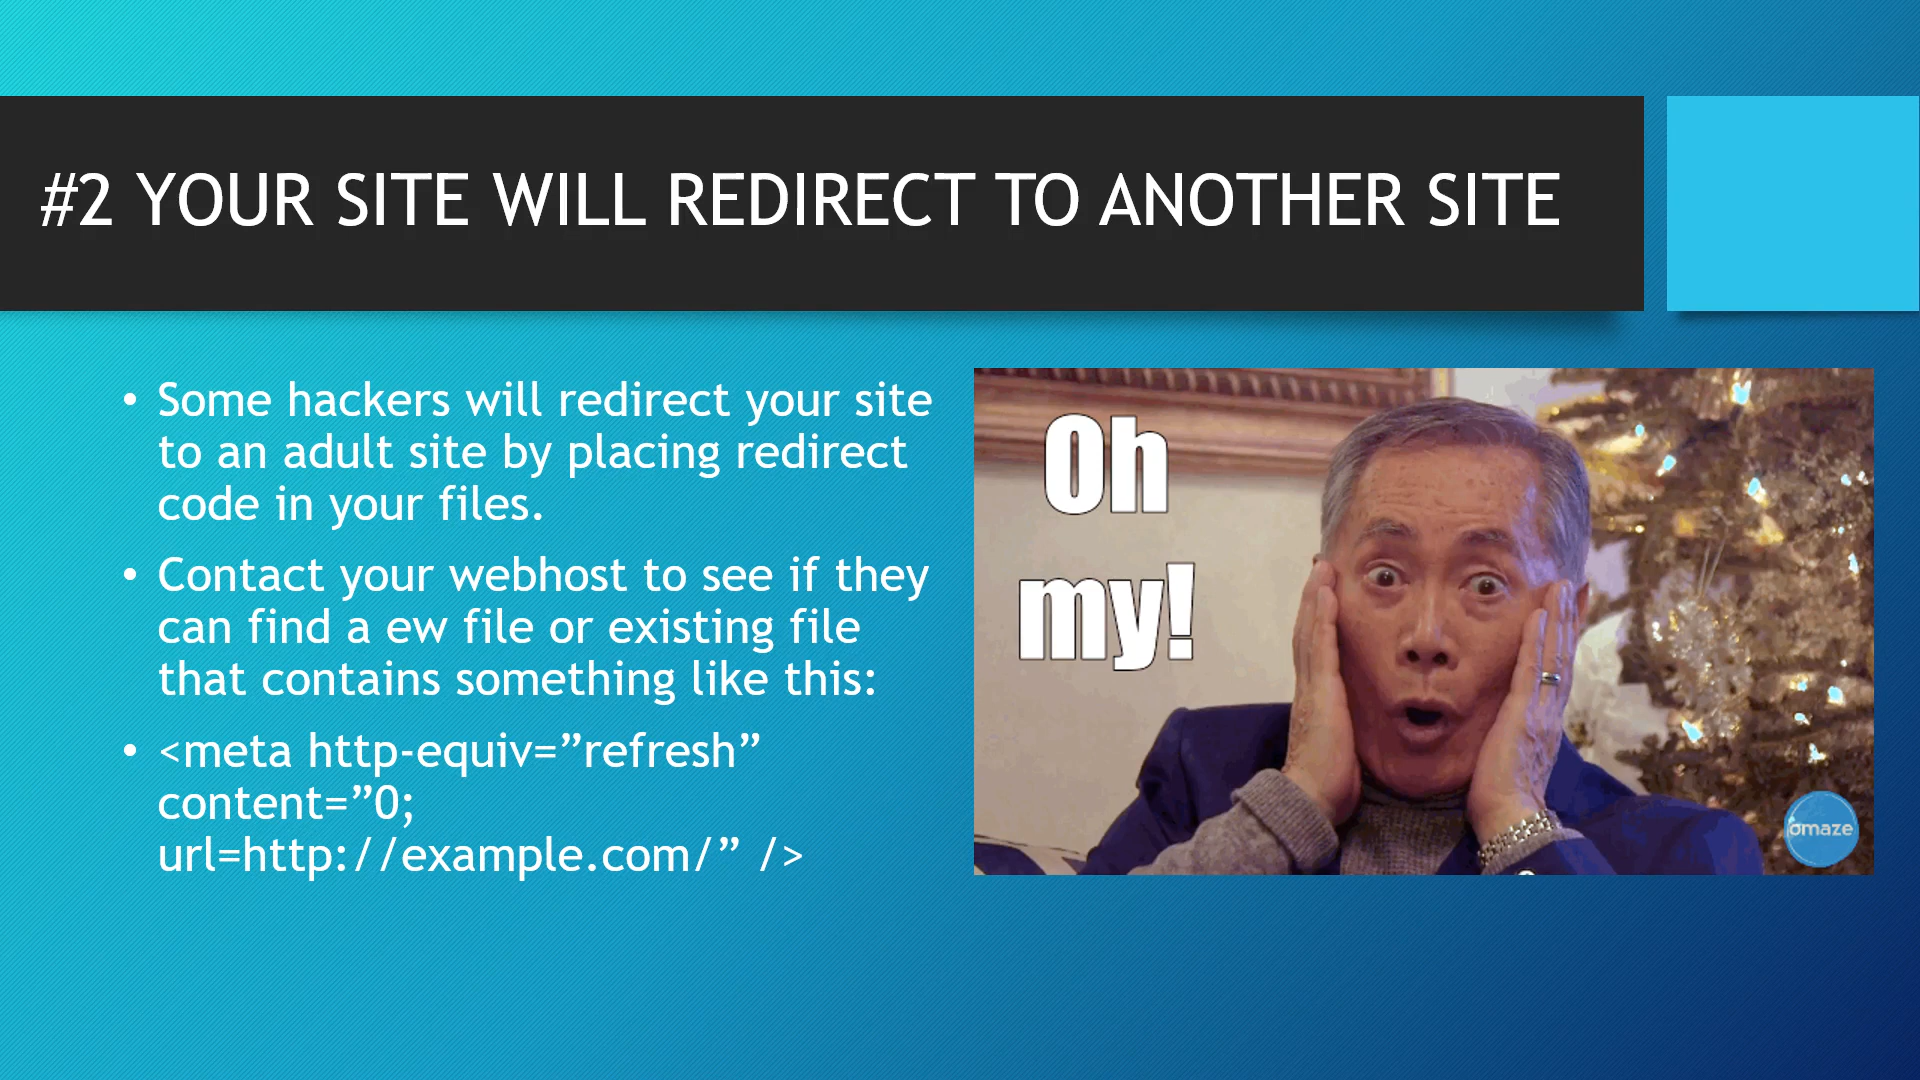 #2 YOUR SITE WILL REDIRECT TO ANOTHER SITE
• Some hackers will redirect your site
to an adult site by placing redirect
code in your files.
• Contact your webhost to see if they
can find a ew file or existing file
that contains something like this:
• <meta http-equiv=”refresh”
content=”0;
url=http://example.com/” />
Oh
my!
omaze